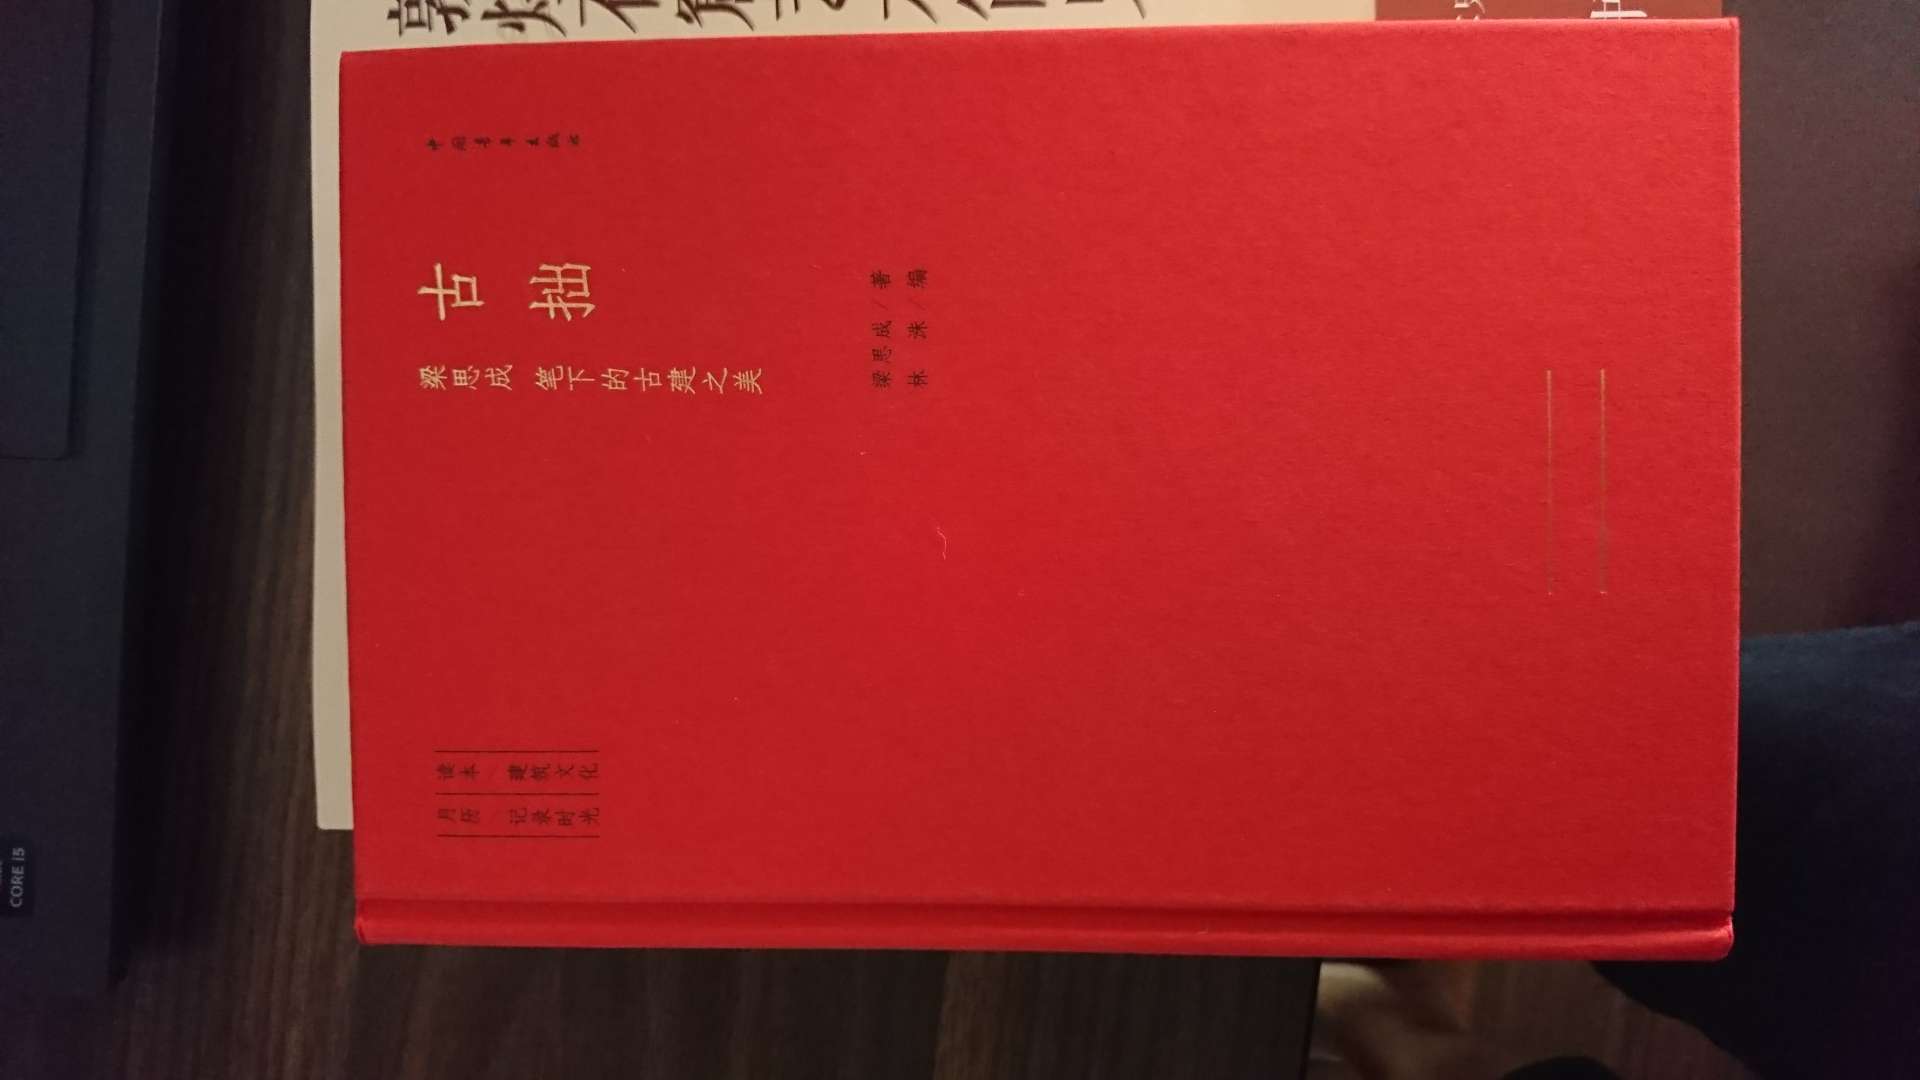 中国青年出版社
古拙
梁思成 笔下的古建之美
梁思成/著
林 洙/编
读本/建筑文化
月历/记录时光
CORE i5